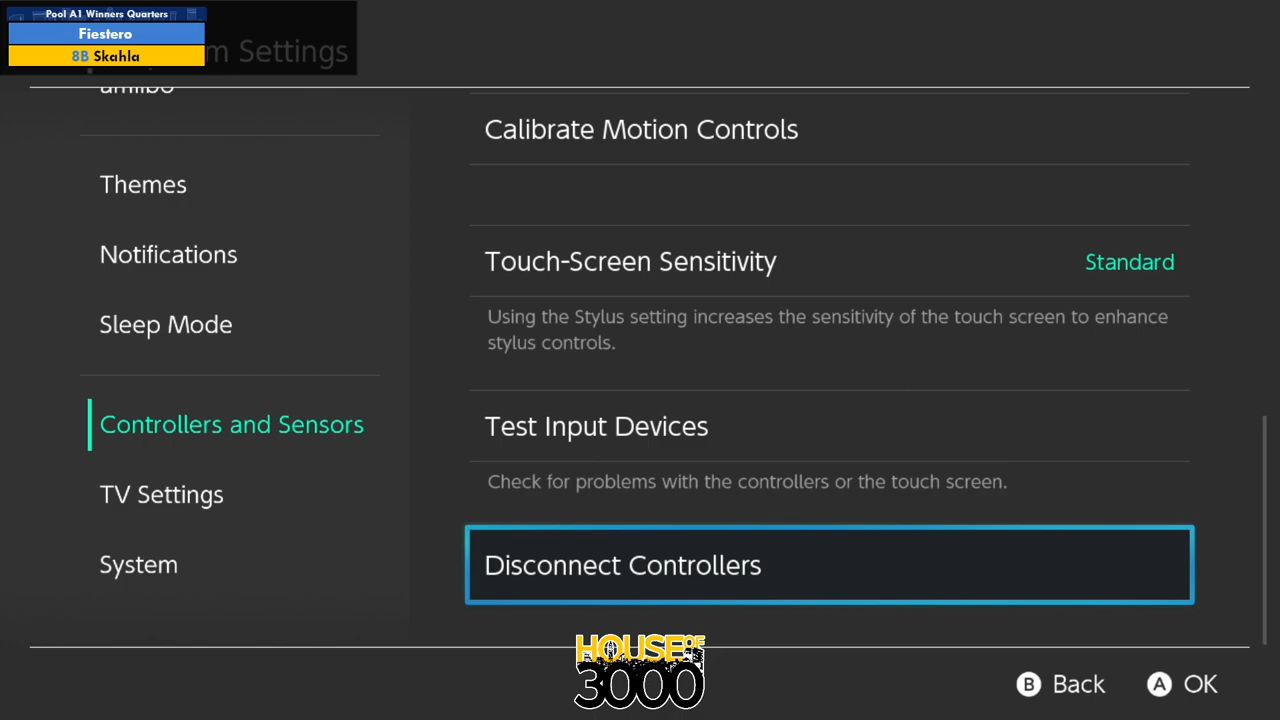 Pool A1 Winners Quarters
Fiestero
8B Skahla
m Settings
amiibo
Themes
Notifications
Sleep Mode
Controllers and Sensors
TV Settings
System
Calibrate Motion Controls
Touch-Screen Sensitivity Standard
Using the Stylus setting increases the sensitivity of the touch screen to enhance
stylus controls.
Test Input Devices
Check for problems with the controllers or the touch screen.
Disconnect Controllers
HOUSE OF
3000
B Back A OK